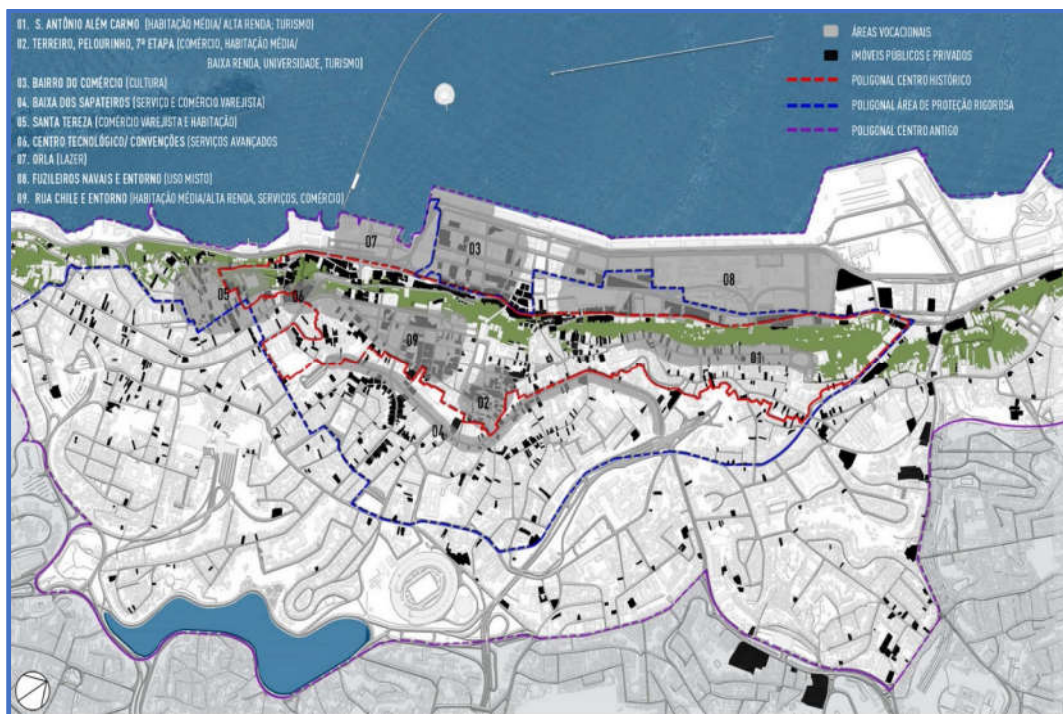 01. S. ANTÔNIO ALÉM CARMO (HABITAÇÃO MÉDIA/ ALTA RENDA, TURISMO)
02. TERREIRO, PELOURINHO, 7ª ETAPA (COMÉRCIO, HABITAÇÃO MÉDIA/
BAIXA RENDA, UNIVERSIDADE, TURISMO)
03. BAIRRO DO COMÉRCIO (CULTURA)
04. BAIXA DOS SAPATEIROS (SERVIÇO E COMÉRCIO VAREJISTA)
05. SANTA TEREZA (COMÉRCIO VAREJISTA E HABITAÇÃO)
06. CENTRO TECNOLÓGICO/ CONVENÇÕES (SERVIÇOS AVANÇADOS
07. ORLA (LAZER)
08. FUZILEIROS NAVAIS E ENTORNO (USO MISTO)
09. RUA CHILE E ENTORNO (HABITAÇÃO MÉDIA/ALTA RENDA, SERVIÇOS, COMÉRCIO)
ÁREAS VOCACIONAIS
IMÓVEIS PÚBLICOS E PRIVADOS
POLIGONAL CENTRO HISTÓRICO
POLIGONAL ÁREA DE PROTEÇÃO RIGOROSA
POLIGONAL CENTRO ANTIGO
07
03
08
05
06
09
01
02
04